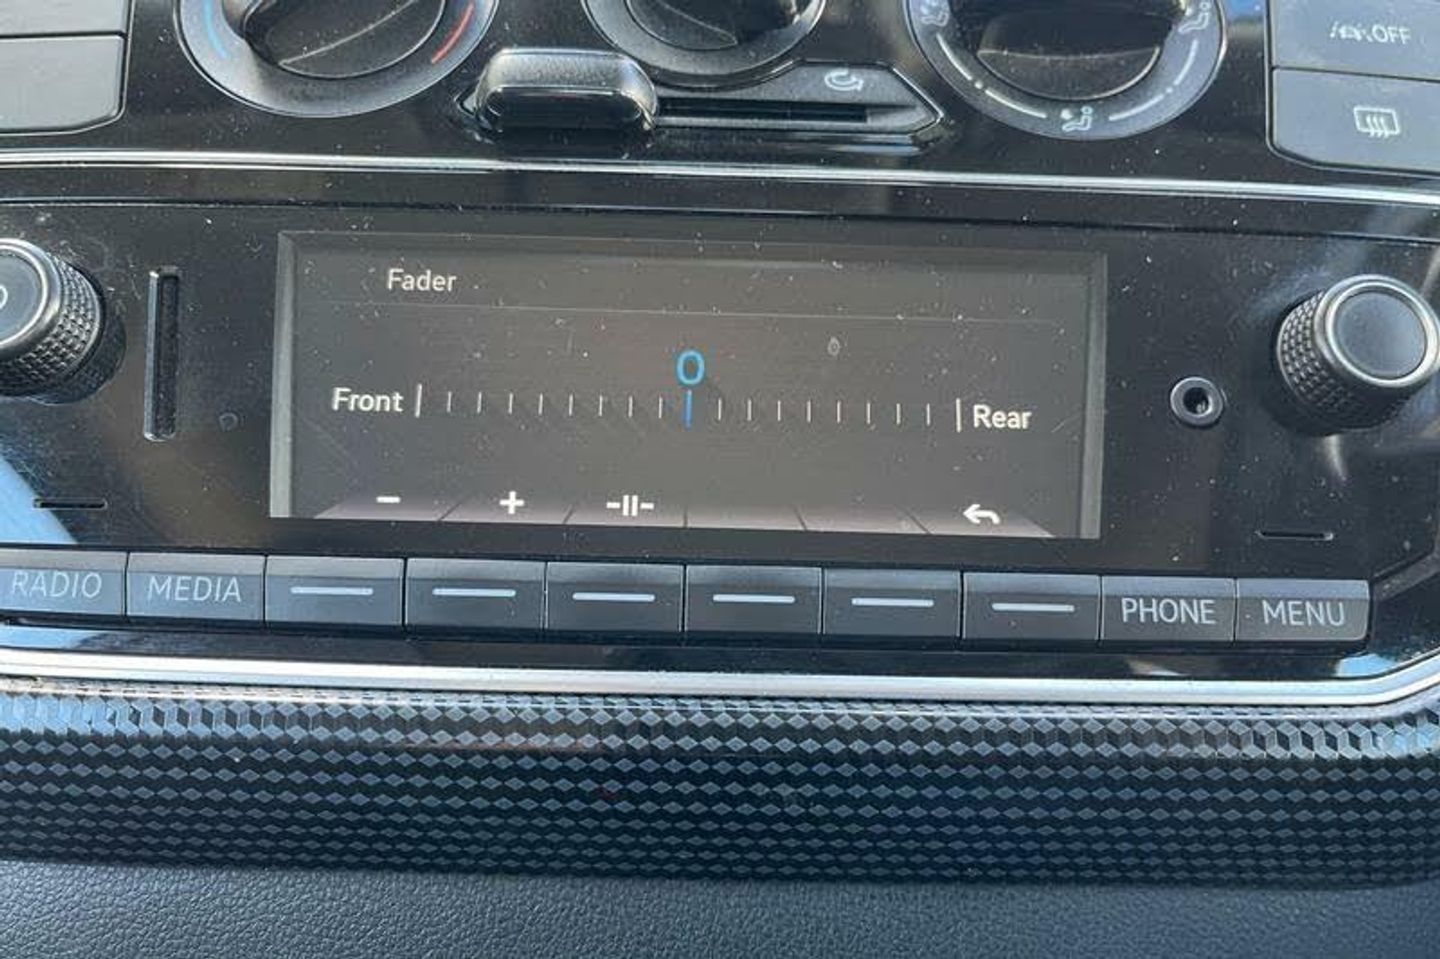 OFF
Fader
0
Front Rear
- +
RADIO MEDIA PHONE MENU